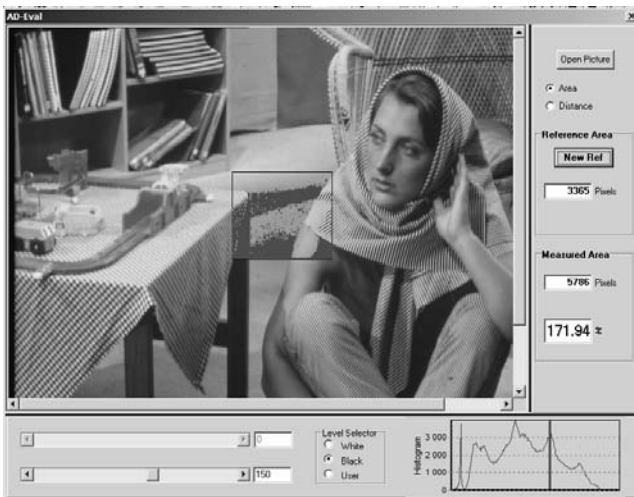 AD-Eval
Open Picture
Area
Distance
Reference Area
New Ref
3365 Pixels
Measured Area
5786 Pixels
171.94 %
0
150
Level Selector
White
Black
User
Histogram
3 000
2 000
1 000
0